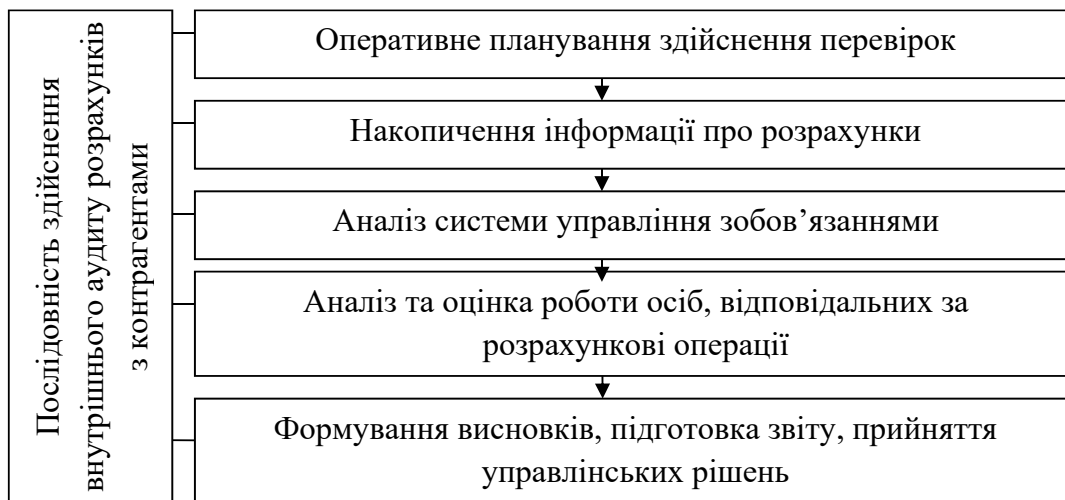 Послідовність здійснення
внутрішнього аудиту розрахунків
з контрагентами
Оперативне планування здійснення перевірок
Накопичення інформації про розрахунки
Аналіз системи управління зобов’язаннями
Аналіз та оцінка роботи осіб, відповідальних за
розрахункові операції
Формування висновків, підготовка звіту, прийняття
управлінських рішень